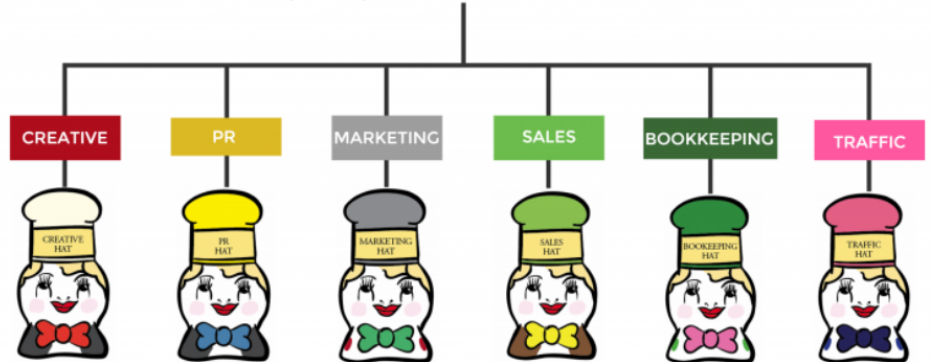 CREATIVE
PR
MARKETING
SALES
BOOKKEEPING
TRAFFIC
CREATIVE
HAT
PR
HAT
MARKETING
HAT
SALES
HAT
BOOKEEPING
HAT
TRAFFIC
HAT